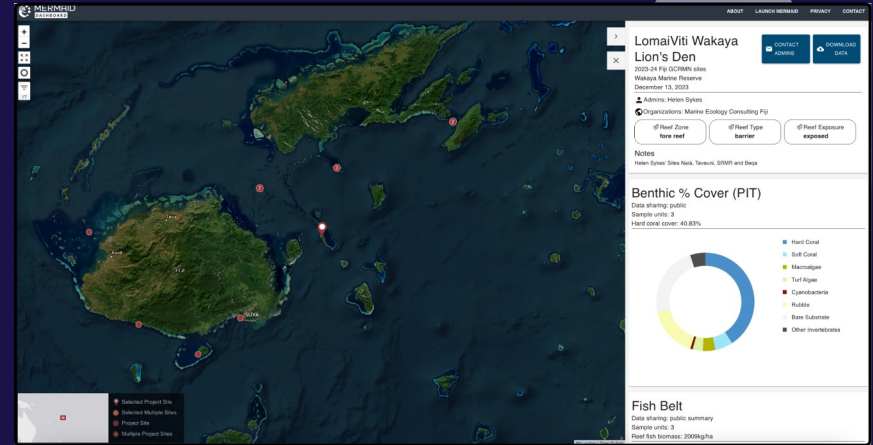 MERMAID
DASHBOARD
ABOUT
LAUNCH MERMAID
PRIVACY
CONTACT
SUVA
FIJI
Selected Project Site
Selected Multiple Sites
Project Site
Multiple Project Sites
LomaiViti Wakaya
Lion's Den
CONTACT
ADMINS
DOWNLOAD
DATA
2023-24 Fiji GCRMN sites
Wakaya Marine Reserve
December 13, 2023
Admins: Helen Sykes
Organizations: Marine Ecology Consulting Fiji
Reef Zone
fore reef
Reef Type
barrier
Reef Exposure
exposed
Notes
Helen Sykes' Sites Naia, Taveuni, SRMR and Beqa
Benthic % Cover (PIT)
Data sharing: public
Sample units: 3
Hard coral cover: 40.83%
Hard Coral
Soft Coral
Macroalgae
Turf Algae
Cyanobacteria
Rubble
Bare Substrate
Other Invertebrates
Fish Belt
Data sharing: public summary
Sample units: 3
Reef fish biomass: 2009kg/ha